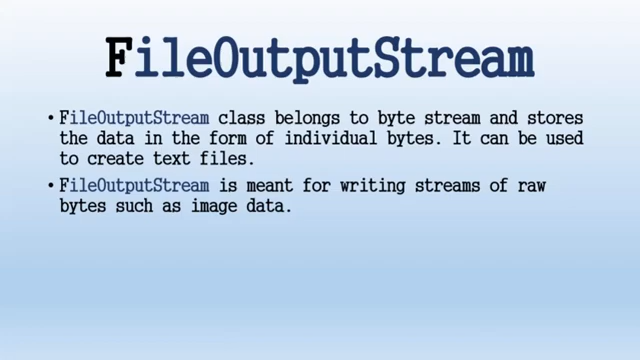 FileOutputStream
• FileOutputStream class belongs to byte stream and stores
the data in the form of individual bytes. It can be used
to create text files.
• FileOutputStream is meant for writing streams of raw
bytes such as image data.